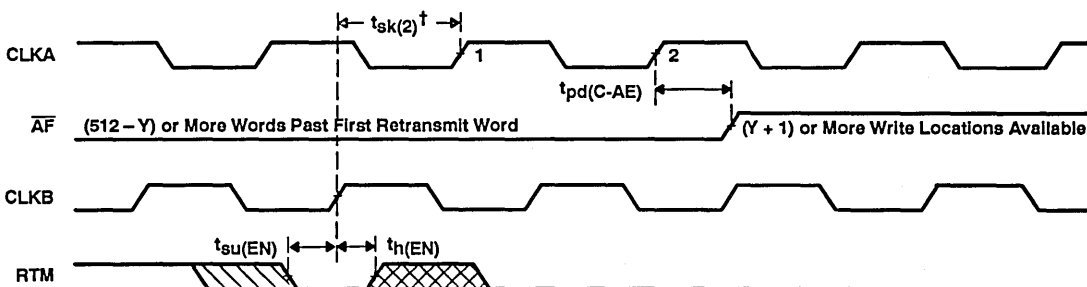 tsk(2)†
CLKA
1
2
tpd(C-AE)
AF
(512 – Y) or More Words Past First Retransmit Word
(Y + 1) or More Write Locations Available
CLKB
tsu(EN)
th(EN)
RTM